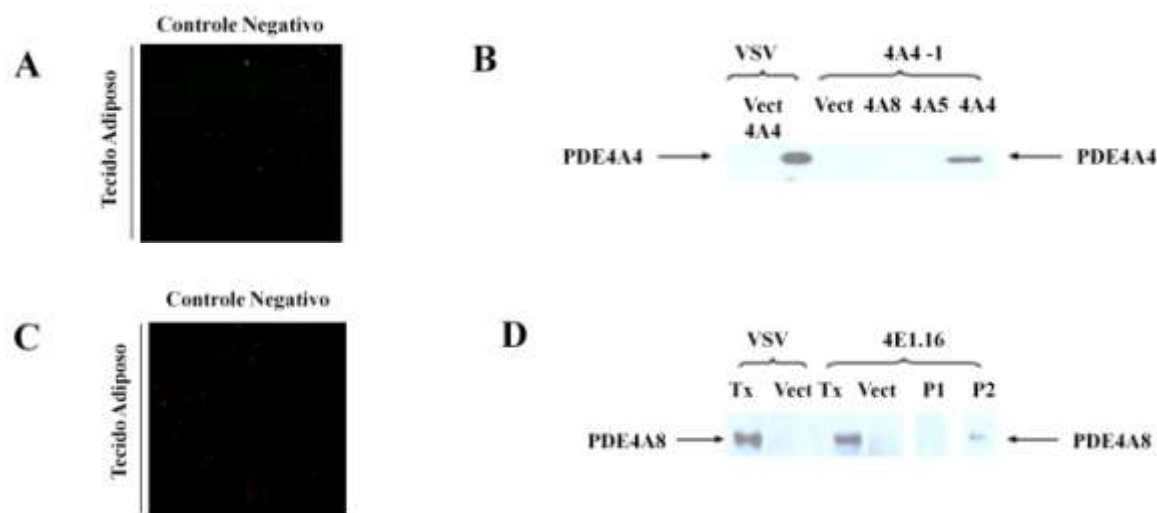 Controle Negativo
A
Tecido Adiposo
B
VSV
4A4 -1
Vect
4A4
Vect 4A8 4A5 4A4
PDE4A4
PDE4A4
Controle Negativo
C
Tecido Adiposo
D
VSV
4E1.16
Tx Vect Tx Vect P1 P2
PDE4A8
PDE4A8